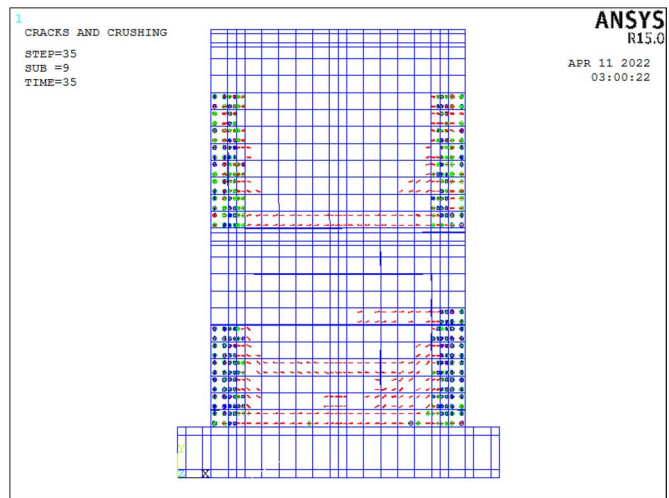 1
CRACKS AND CRUSHING
STEP=35
SUB =9
TIME=35
ANSYS
R15.0
APR 11 2022
03:00:22
Y
Z X